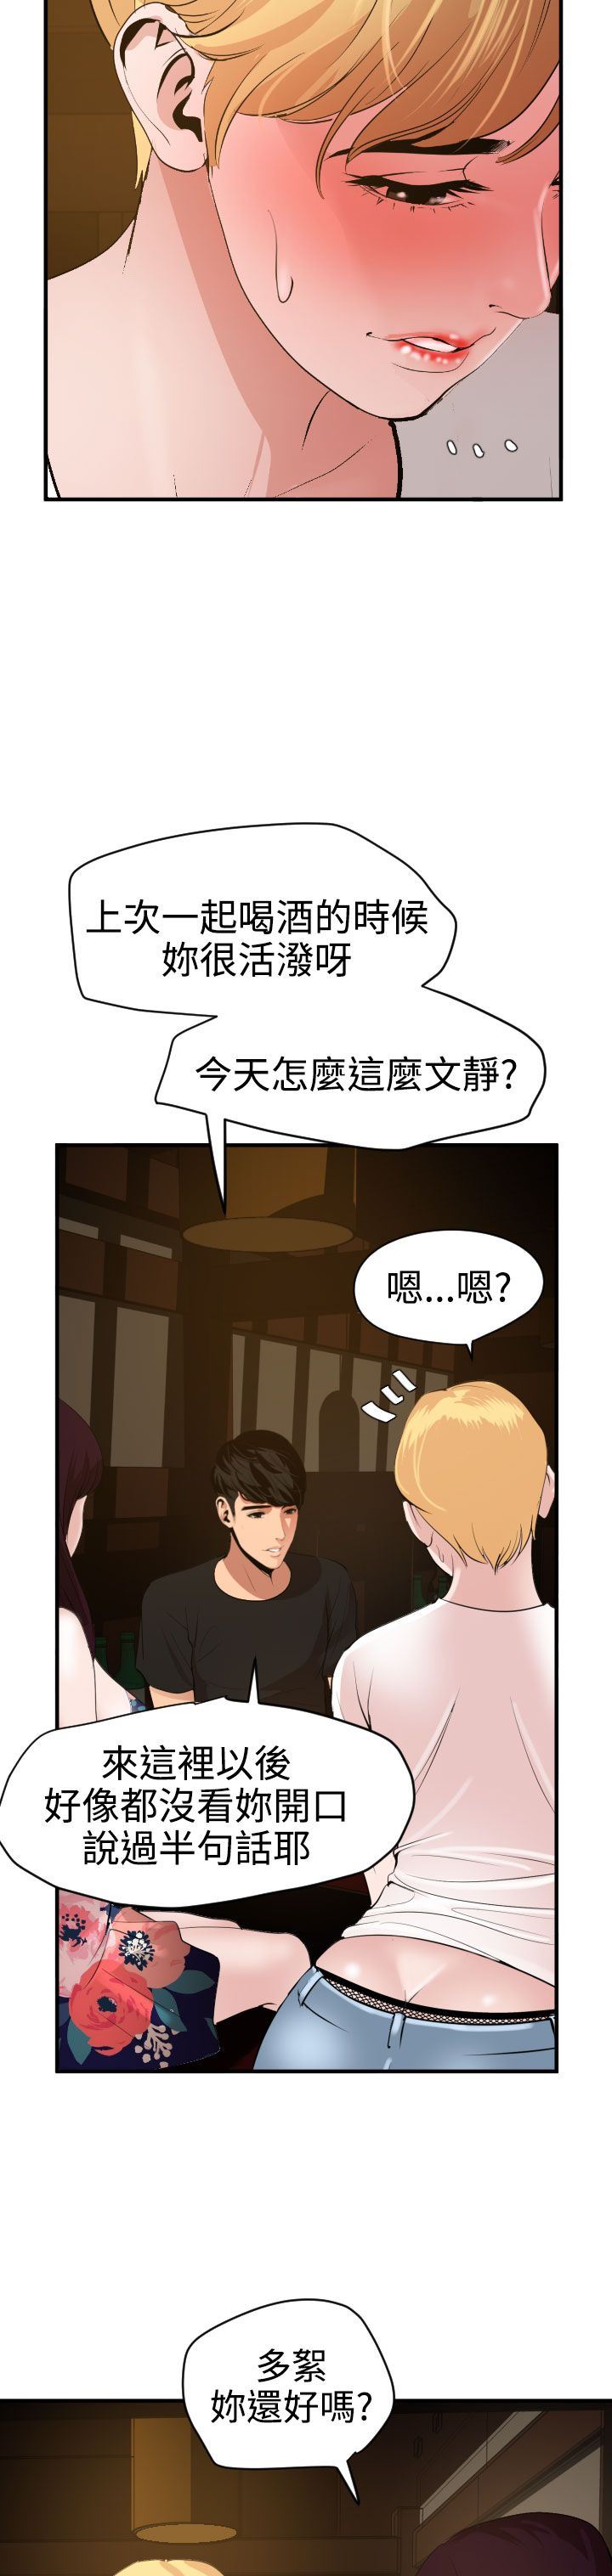 上次一起喝酒的時候
妳很活潑呀
今天怎麼這麼文靜?
嗯...嗯?
來這裡以後
好像都沒看妳開口
說過半句話耶
多絮
妳還好嗎?